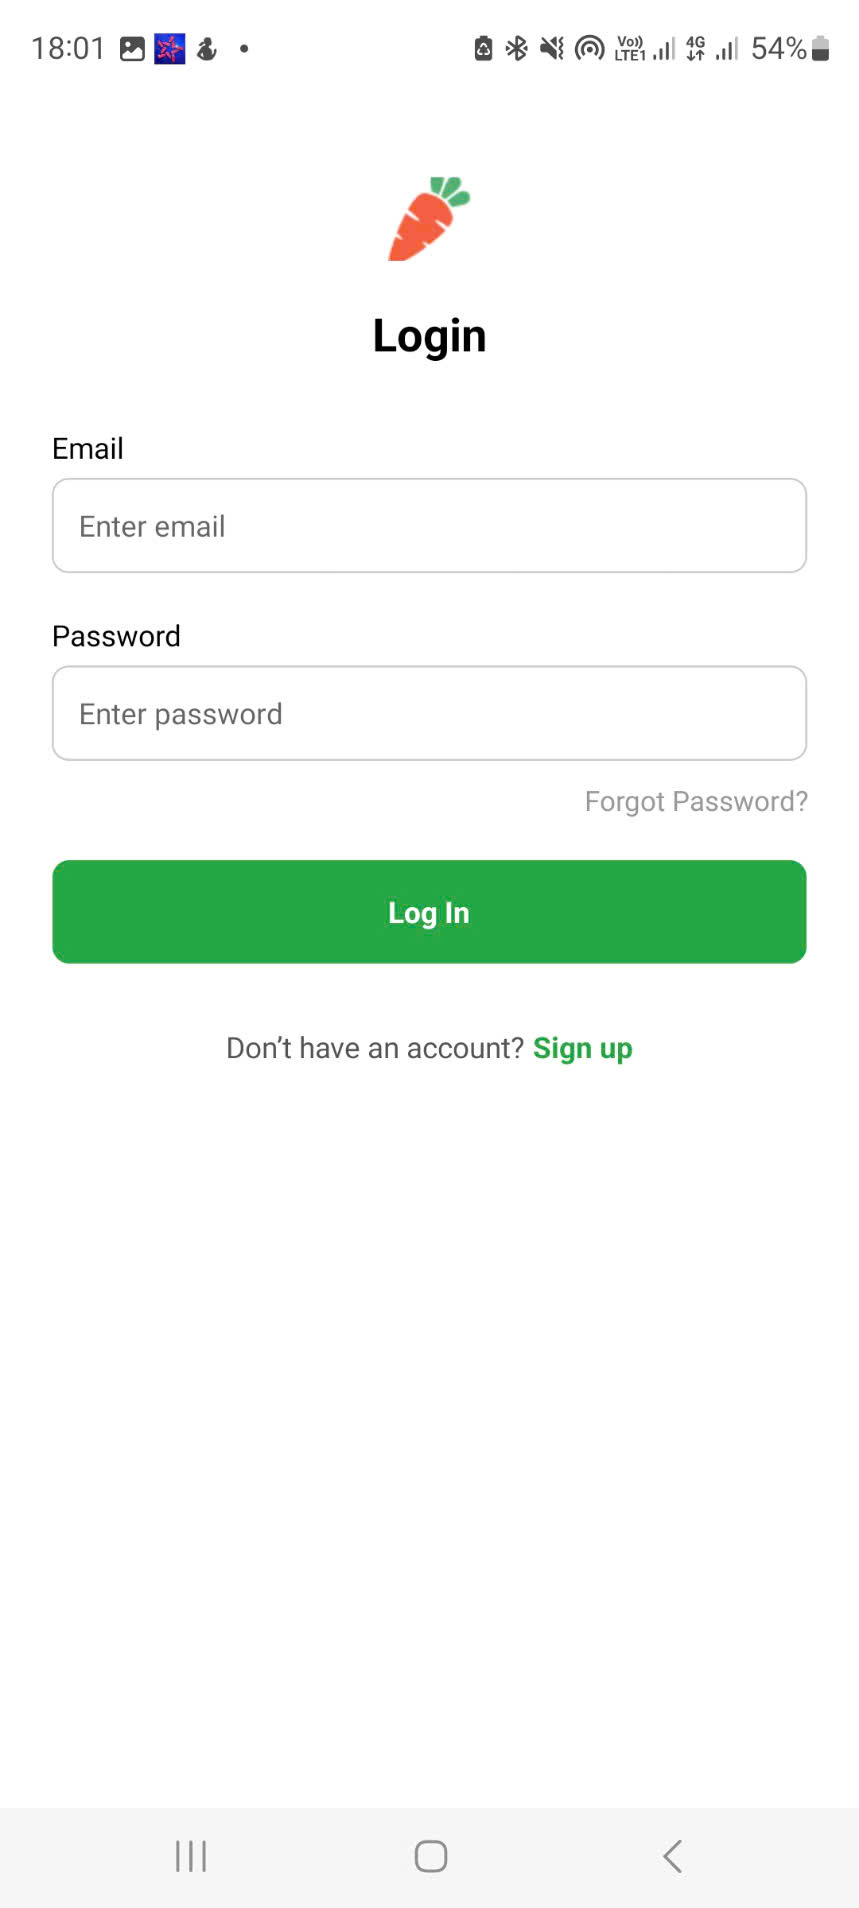 18:01 Vo)) LTE1 4G 54%
Login
Email
Enter email
Password
Enter password
Forgot Password?
Log In
Don’t have an account? Sign up